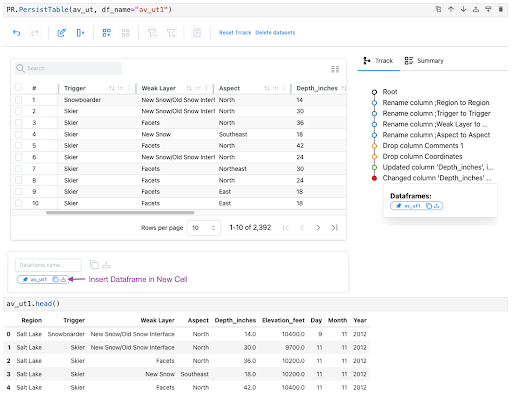 PR.PersistTable(av_ut, df_name="av_ut1")
Reset Trrack Delete datasets
Search
# Trigger Weak Layer Aspect Depth_inches
1 Snowboarder New Snow/Old Snow Interf North 14
2 Skier New Snow/Old Snow Interf North 30
3 Skier Facets North 36
4 Skier New Snow Southeast 18
5 Skier Facets North 42
6 Skier New Snow/Old Snow Interf North 24
7 Skier Facets Northeast 30
8 Skier Facets North 24
9 Skier Facets East 18
10 Skier Facets East 18
Rows per page 10 1-10 of 2,392
Trrack Summary
Root
Rename column ;Region to Region
Rename column ;Trigger to Trigger
Rename column ;Weak Layer to ...
Rename column ;Aspect to Aspect
Drop column Comments 1
Drop column Coordinates
Updated column 'Depth_inches', i...
Changed column 'Depth_inches' ...
Dataframes:
av_ut1
Dataframe name...
av_ut1 Insert Dataframe in New Cell
av_ut1.head()
Region Trigger Weak Layer Aspect Depth_inches Elevation_feet Day Month Year
0 Salt Lake Snowboarder New Snow/Old Snow Interface North 14.0 10400.0 9 11 2012
1 Salt Lake Skier New Snow/Old Snow Interface North 30.0 9700.0 11 11 2012
2 Salt Lake Skier Facets North 36.0 10200.0 11 11 2012
3 Salt Lake Skier New Snow Southeast 18.0 10200.0 11 11 2012
4 Salt Lake Skier Facets North 42.0 10400.0 11 11 2012